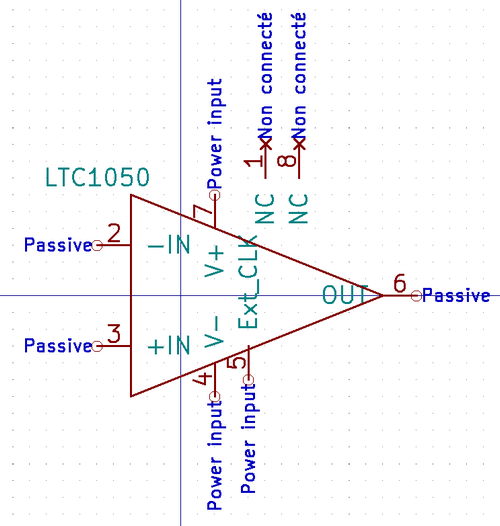 Non connecté
Non connecté
Power input
1
8
LTC1050
7
NC
NC
Passive
2
-IN
V+
Ext_CLK
OUT
6
Passive
Passive
3
+IN
V-
4
5
Power input
Power input